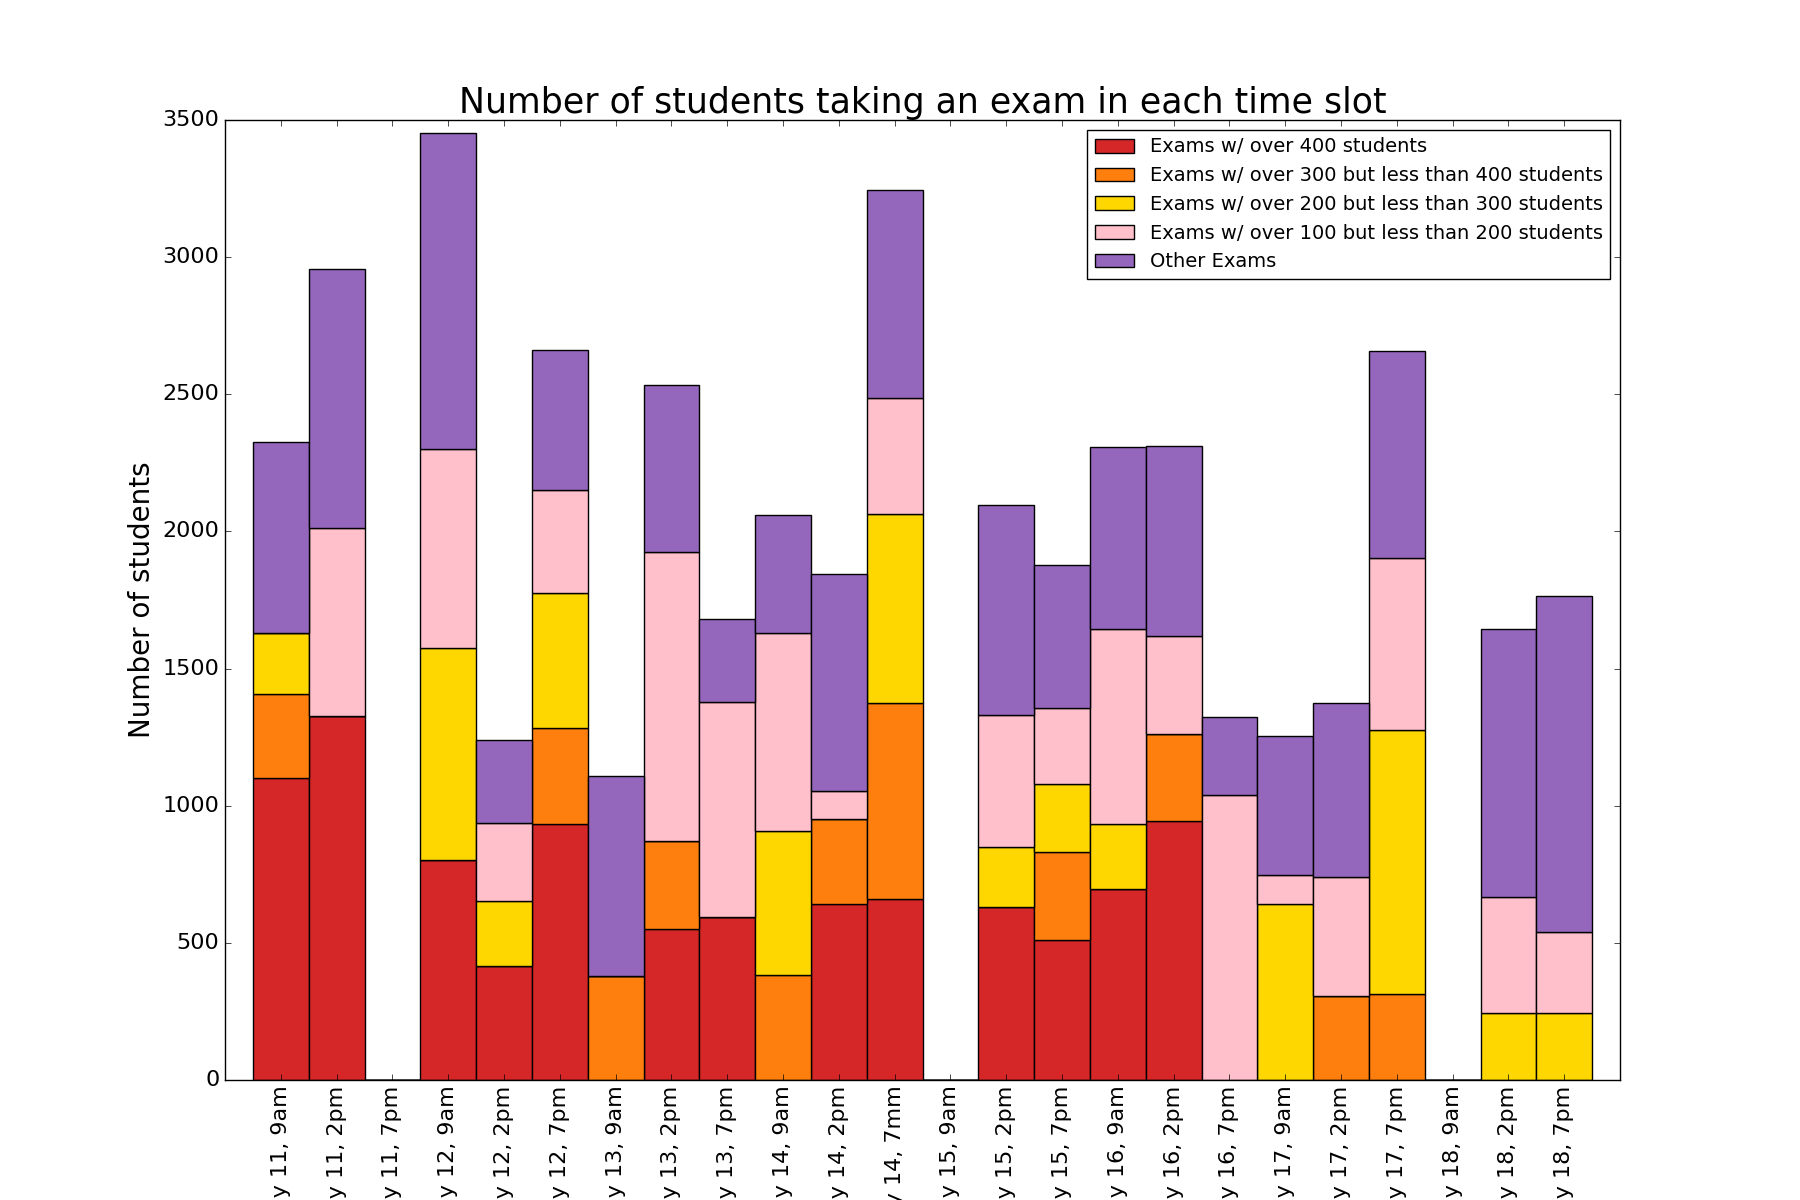 Number of students taking an exam in each time slot
Number of students
3500
3000
2500
2000
1500
1000
500
0
Exams w/ over 400 students
Exams w/ over 300 but less than 400 students
Exams w/ over 200 but less than 300 students
Exams w/ over 100 but less than 200 students
Other Exams
y 11, 9am
y 11, 2pm
y 11, 7pm
y 12, 9am
y 12, 2pm
y 12, 7pm
y 13, 9am
y 13, 2pm
y 13, 7pm
y 14, 9am
y 14, 2pm
y 14, 7mm
y 15, 9am
y 15, 2pm
y 15, 7pm
y 16, 9am
y 16, 2pm
y 16, 7pm
y 17, 9am
y 17, 2pm
y 17, 7pm
y 18, 9am
y 18, 2pm
y 18, 7pm